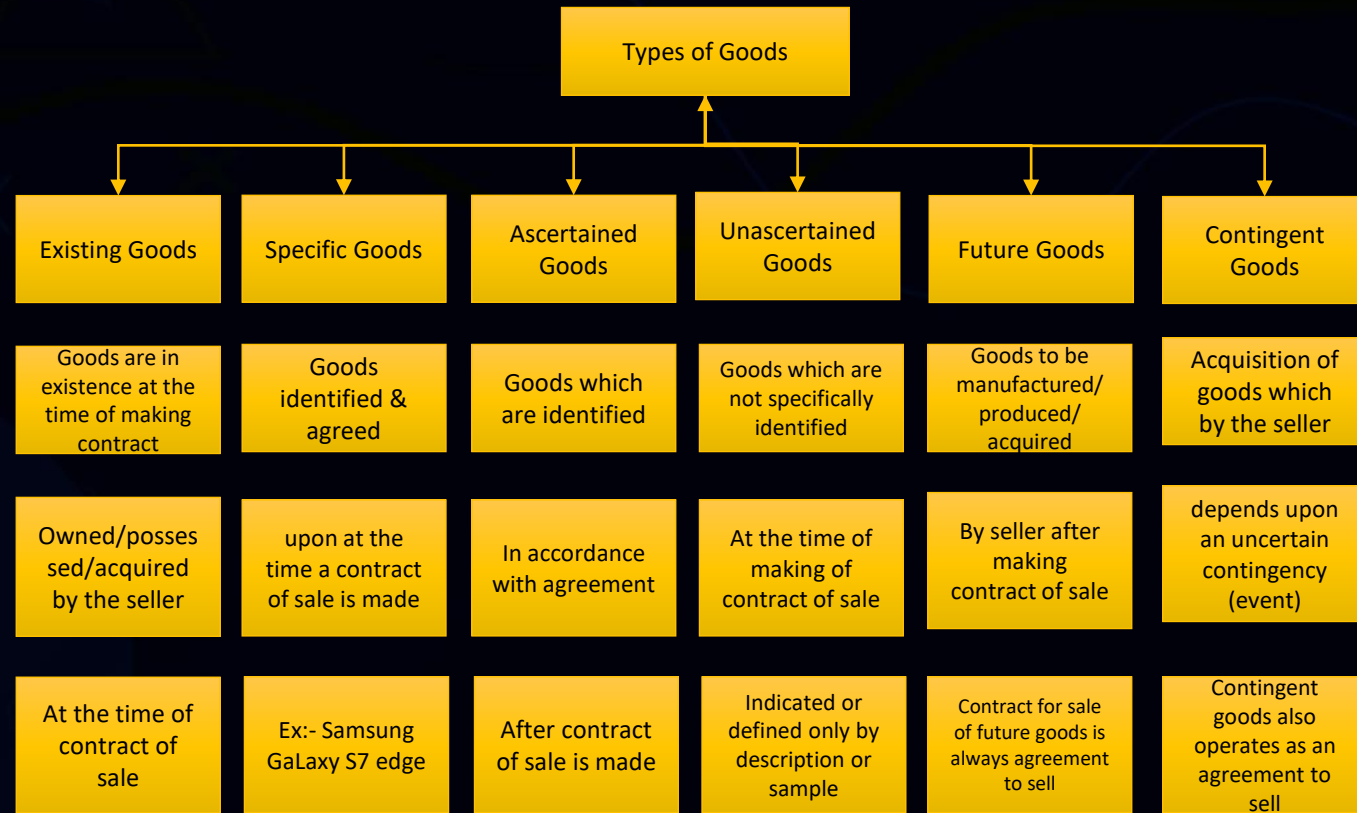 Types of Goods
Existing Goods
Specific Goods
Ascertained
Goods
Unascertained
Goods
Future Goods
Contingent
Goods
Goods are in
existence at the
time of making
contract
Goods
identified &
agreed
Goods which
are identified
Goods which are
not specifically
identified
Goods to be
manufactured/
produced/
acquired
Acquisition of
goods which
by the seller
Owned/posses
sed/acquired
by the seller
upon at the
time a contract
of sale is made
In accordance
with agreement
At the time of
making of
contract of sale
By seller after
making
contract of sale
depends upon
an uncertain
contingency
(event)
At the time of
contract of
sale
Ex:- Samsung
GaLaxy S7 edge
After contract
of sale is made
Indicated or
defined only by
description or
sample
Contract for sale
of future goods is
always agreement
to sell
Contingent
goods also
operates as an
agreement to
sell